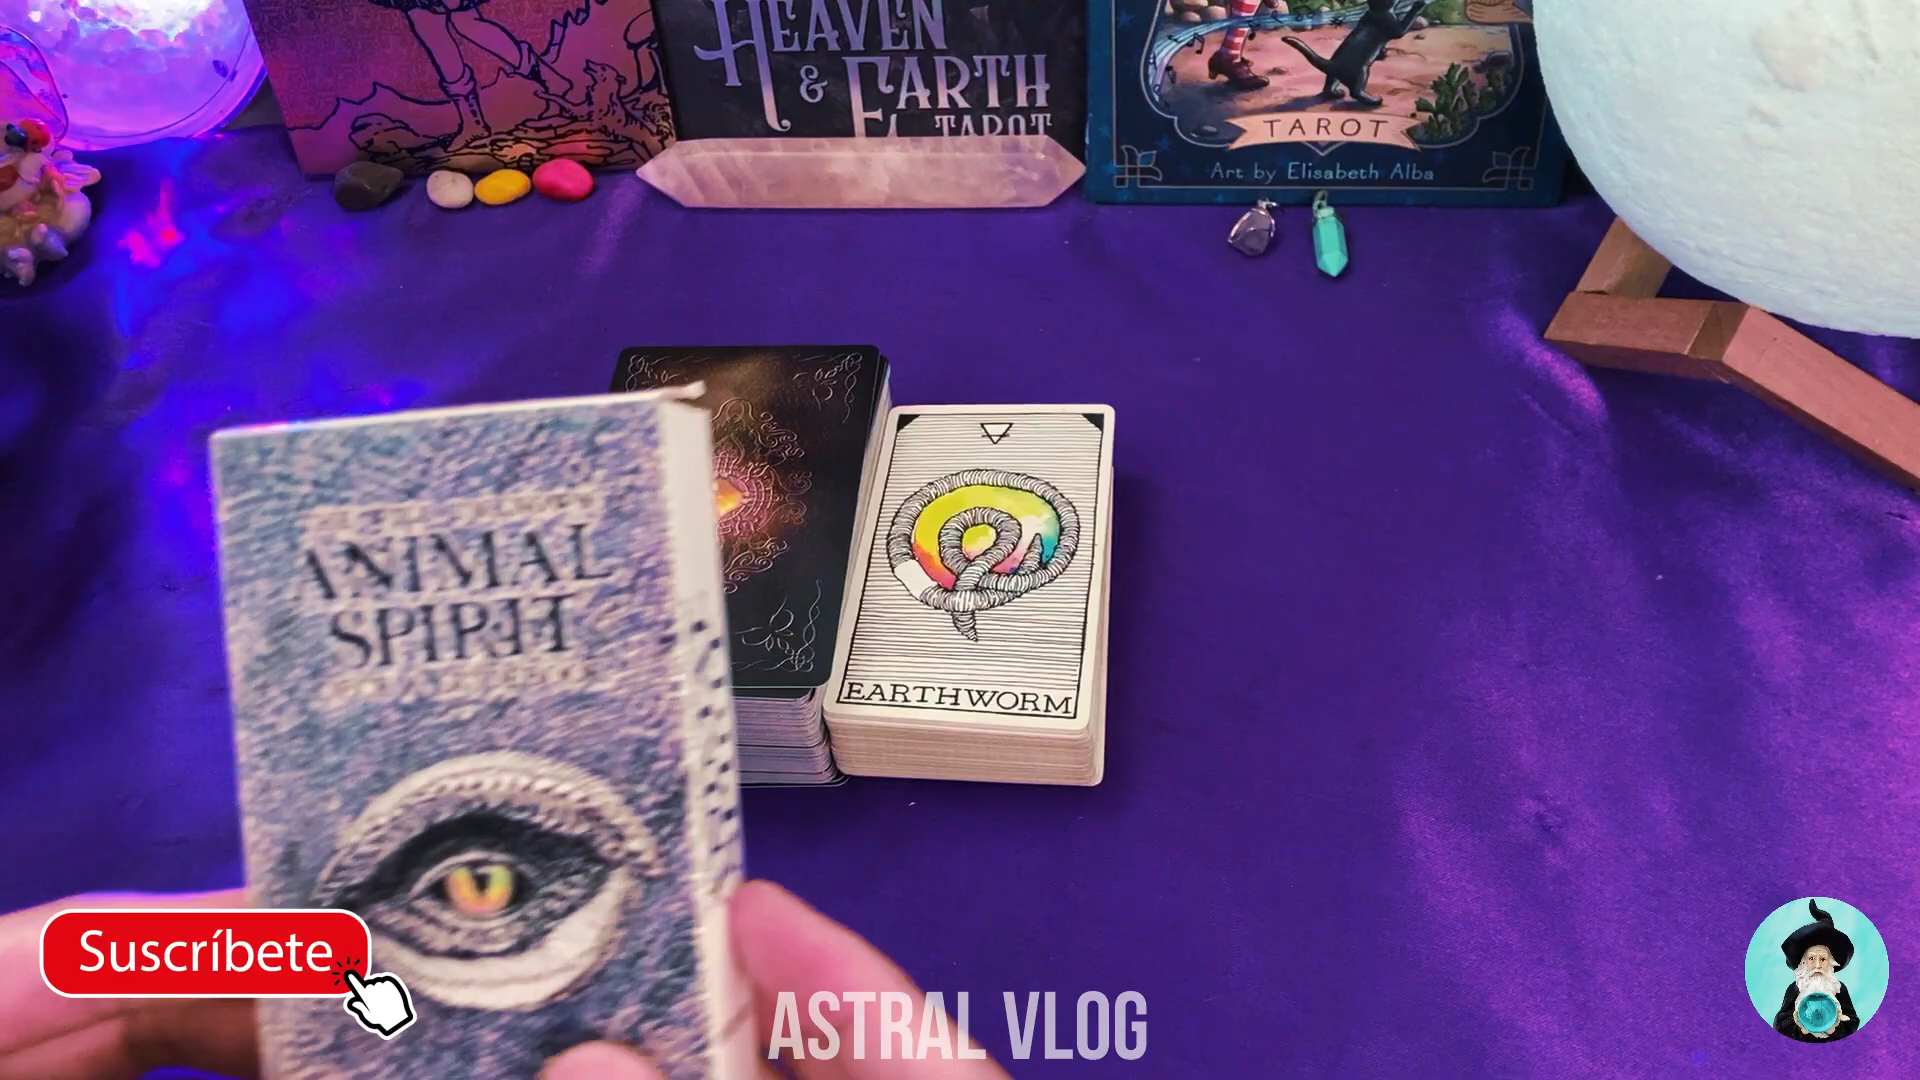 HEAVEN
& EARTH
TAROT
TAROT
Art by Elisabeth Alba
ANIMAL
SPIRIT
EARTHWORM
Suscríbete
ASTRAL VLOG